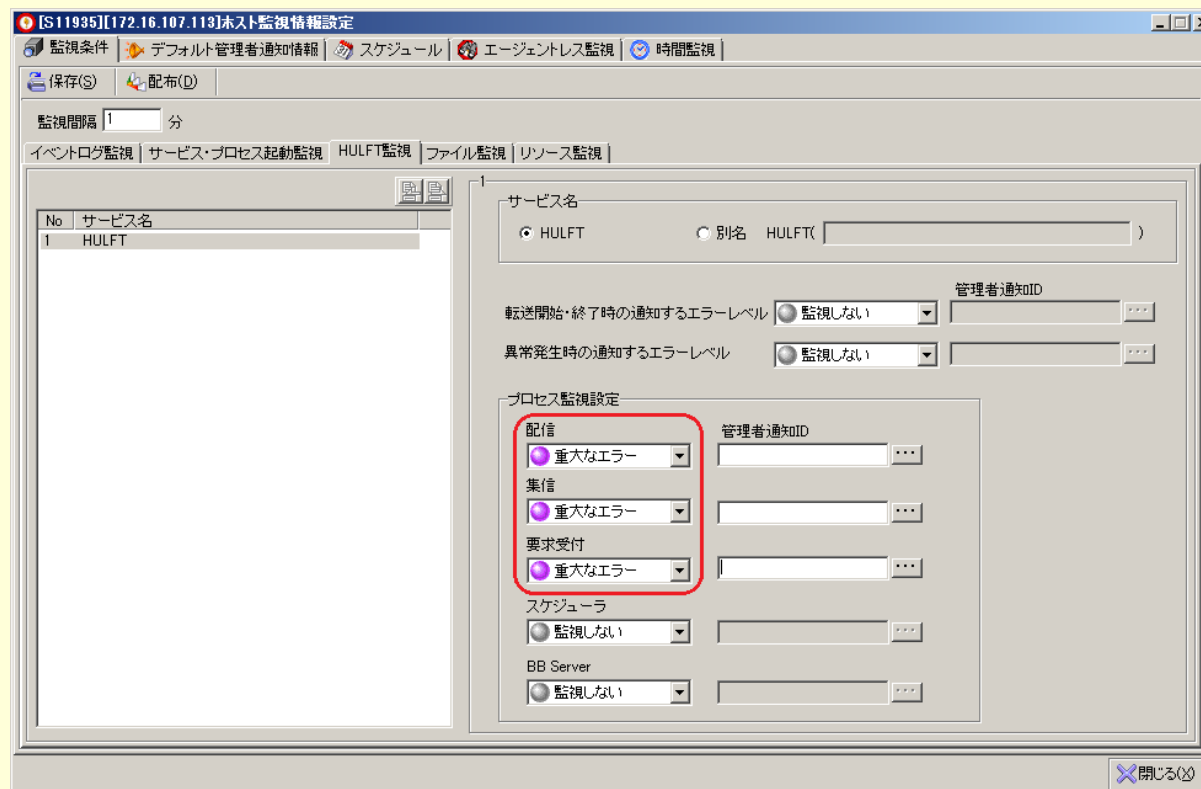 [S11935][172.16.107.113]ホスト監視情報設定
監視条件 デフォルト管理者通知情報 スケジュール エージェントレス監視 時間監視
保存(S) 配布(D)
監視間隔 1 分
イベントログ監視 サービス・プロセス起動監視 HULFT監視 ファイル監視 リソース監視
1
サービス名
No サービス名
HULFT 別名 HULFT( )
1 HULFT
管理者通知ID
転送開始・終了時の通知するエラーレベル 監視しない ...
異常発生時の通知するエラーレベル 監視しない ...
プロセス監視設定
配信 管理者通知ID
重大なエラー ...
集信
重大なエラー ...
要求受付
重大なエラー ...
スケジューラ
監視しない ...
BB Server
監視しない ...
閉じる(X)